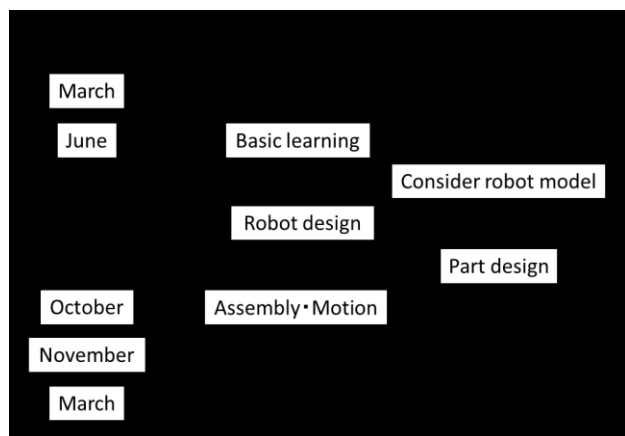 March
June
Basic learning
Consider robot model
Robot design
Part design
October
Assembly・Motion
November
March